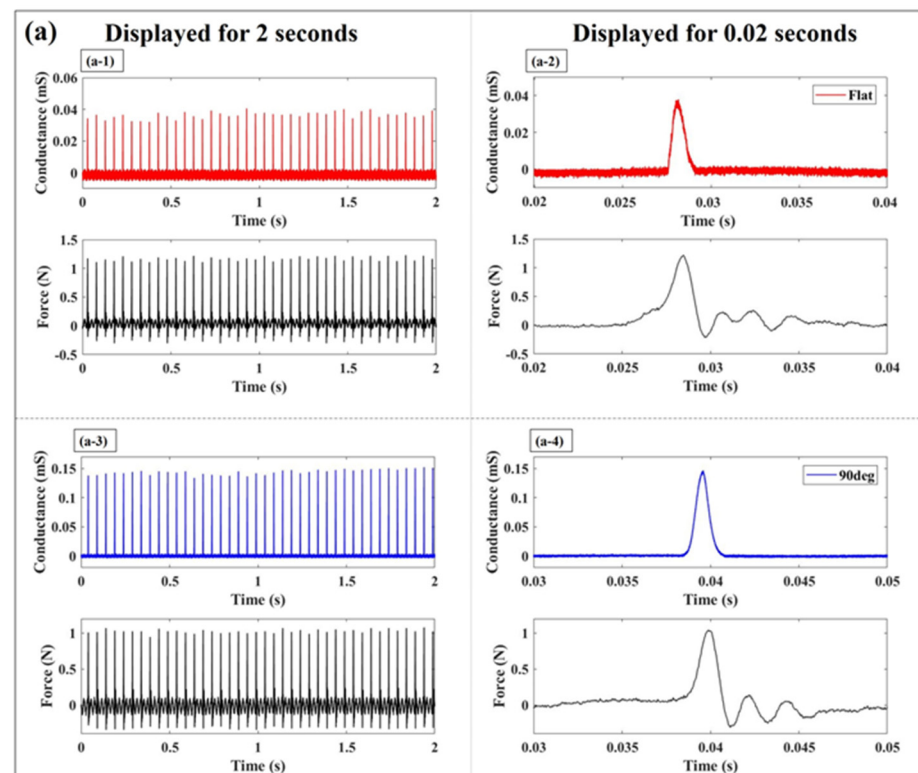 (a)
Displayed for 2 seconds
Displayed for 0.02 seconds
(a-1)
Conductance (mS)
0.06
0.04
0.02
0
0
0.5
1
1.5
2
Time (s)
(a-2)
Conductance (mS)
0.04
0.02
0
Flat
0.02
0.025
0.03
0.035
0.04
Time (s)
Force (N)
1.5
1
0.5
0
-0.5
0
0.5
1
1.5
2
Time (s)
Force (N)
1.5
1
0.5
0
-0.5
0.02
0.025
0.03
0.035
0.04
Time (s)
(a-3)
Conductance (mS)
0.15
0.1
0.05
0
0
0.5
1
1.5
2
Time (s)
(a-4)
Conductance (mS)
0.15
0.1
0.05
0
90deg
0.03
0.035
0.04
0.045
0.05
Time (s)
Force (N)
1
0.5
0
0
0.5
1
1.5
2
Time (s)
Force (N)
1
0.5
0
0.03
0.035
0.04
0.045
0.05
Time (s)